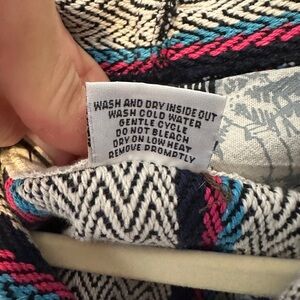 WASH AND DRY INSIDE OUT
WASH COLD WATER
GENTLE CYCLE
DO NOT BLEACH
DRY ON LOW HEAT
REMOVE PROMPTLY